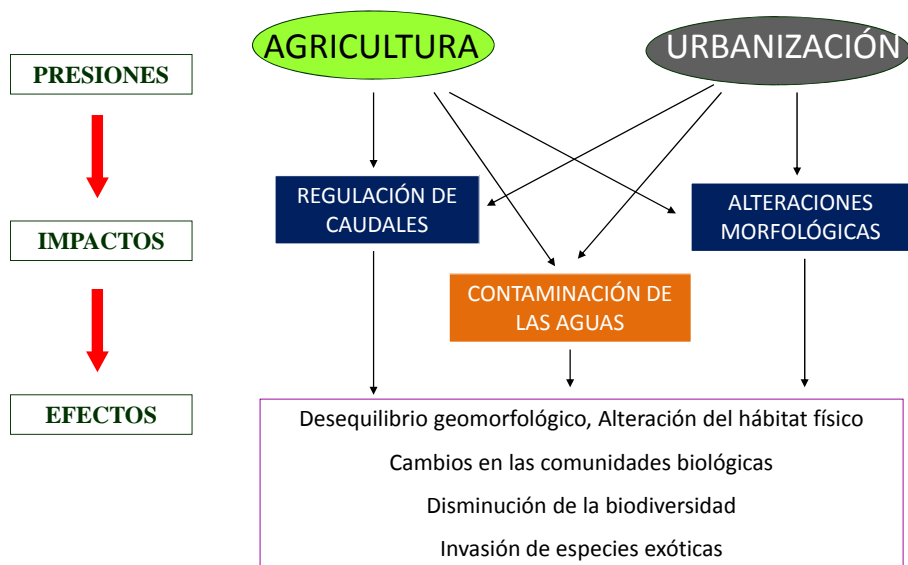 AGRICULTURA
URBANIZACIÓN
PRESIONES
REGULACIÓN DE
CAUDALES
ALTERACIONES
MORFOLÓGICAS
IMPACTOS
CONTAMINACIÓN DE
LAS AGUAS
EFECTOS
Desequilibrio geomorfológico, Alteración del hábitat físico
Cambios en las comunidades biológicas
Disminución de la biodiversidad
Invasión de especies exóticas